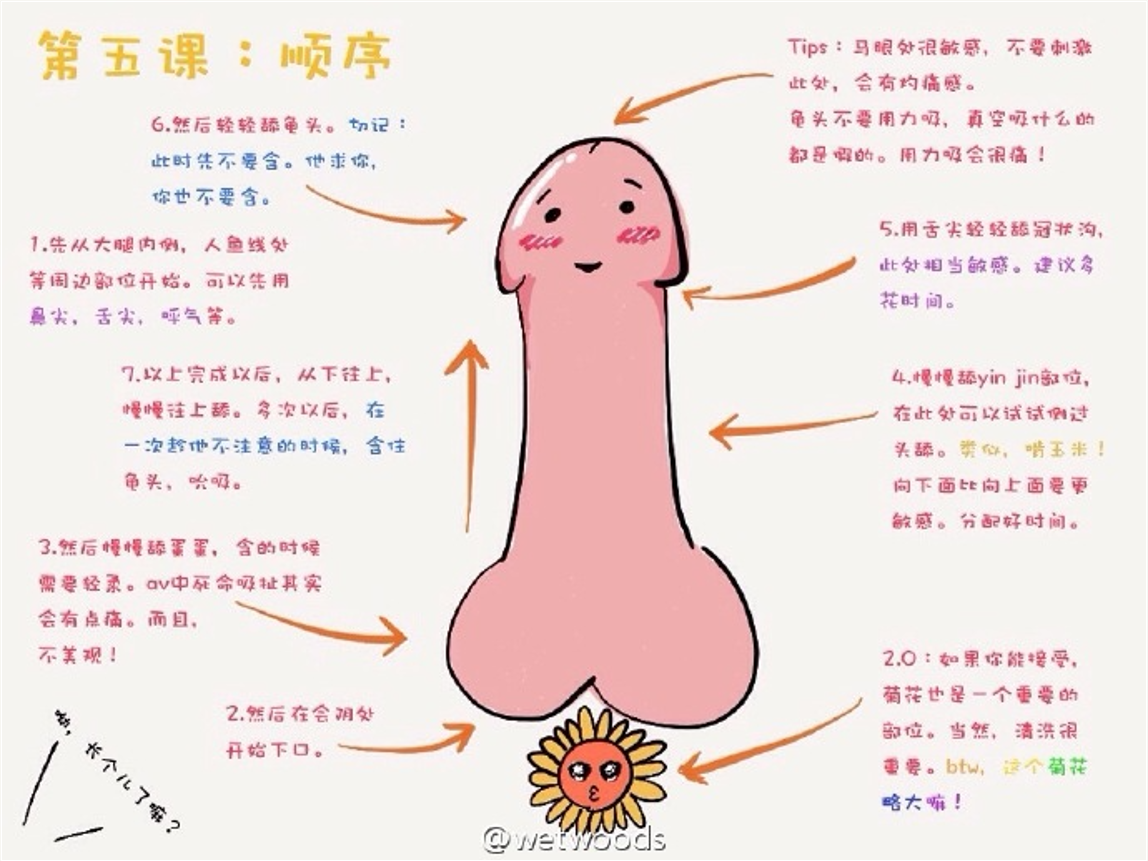 第五课：顺序
Tips：马眼处很敏感，不要刺激
此处，会有灼痛感。
龟头不要用力吸，真空吸什么的
都是假的。用力吸会很痛！
6.然后轻轻舔龟头。切记：
此时先不要含。他求你，
你也不要含。
1.先从大腿内侧，人鱼线处
等周边部位开始。可以先用
鼻尖，舌尖，呼气等。
5.用舌尖轻轻舔冠状沟，
此处相当敏感。建议多
花时间。
7.以上完成以后，从下往上，
慢慢往上舔。多次以后，在
一次趁他不注意的时候，含住
龟头，吮吸。
4.慢慢舔yin jin部位，
在此处可以试试侧过
头舔。类似，啃玉米！
向下面比向上面要更
敏感。分配好时间。
3.然后慢慢舔蛋蛋，含的时候
需要轻柔。av中死命吸扯其实
会有点痛。而且，
不美观！
2.然后在会阴处
开始下口。
2.0：如果你能接受，
菊花也是一个重要的
部位。当然，清洗很
重要。btw，这个菊花
略大嘛！
长个儿了嘛？
@wetwoods